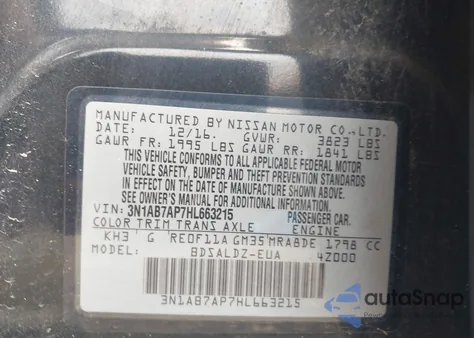 MANUFACTURED BY NISSAN MOTOR CO.,LTD.
DATE: 12/16. GVWR: 3823 LBS
GAWR FR: 1995 LBS GAWR RR: 1841 LBS
THIS VEHICLE CONFORMS TO ALL APPLICABLE FEDERAL MOTOR
VEHICLE SAFETY, BUMPER AND THEFT PREVENTION STANDARDS
IN EFFECT ON THE DATE OF MANUFACTURE SHOWN ABOVE.
SEE OWNER'S MANUAL FOR ADDITIONAL INFORMATION
VIN: 3N1AB7AP7HL663215 PASSENGER CAR.
COLOR TRIM TRANS AXLE ENGINE
KH3 G RE0F11A GM35 MRA8DE 1798 CC
MODEL: BDSALDZ-EUA 4Z000
3N1AB7AP7HL663215
autoSnap